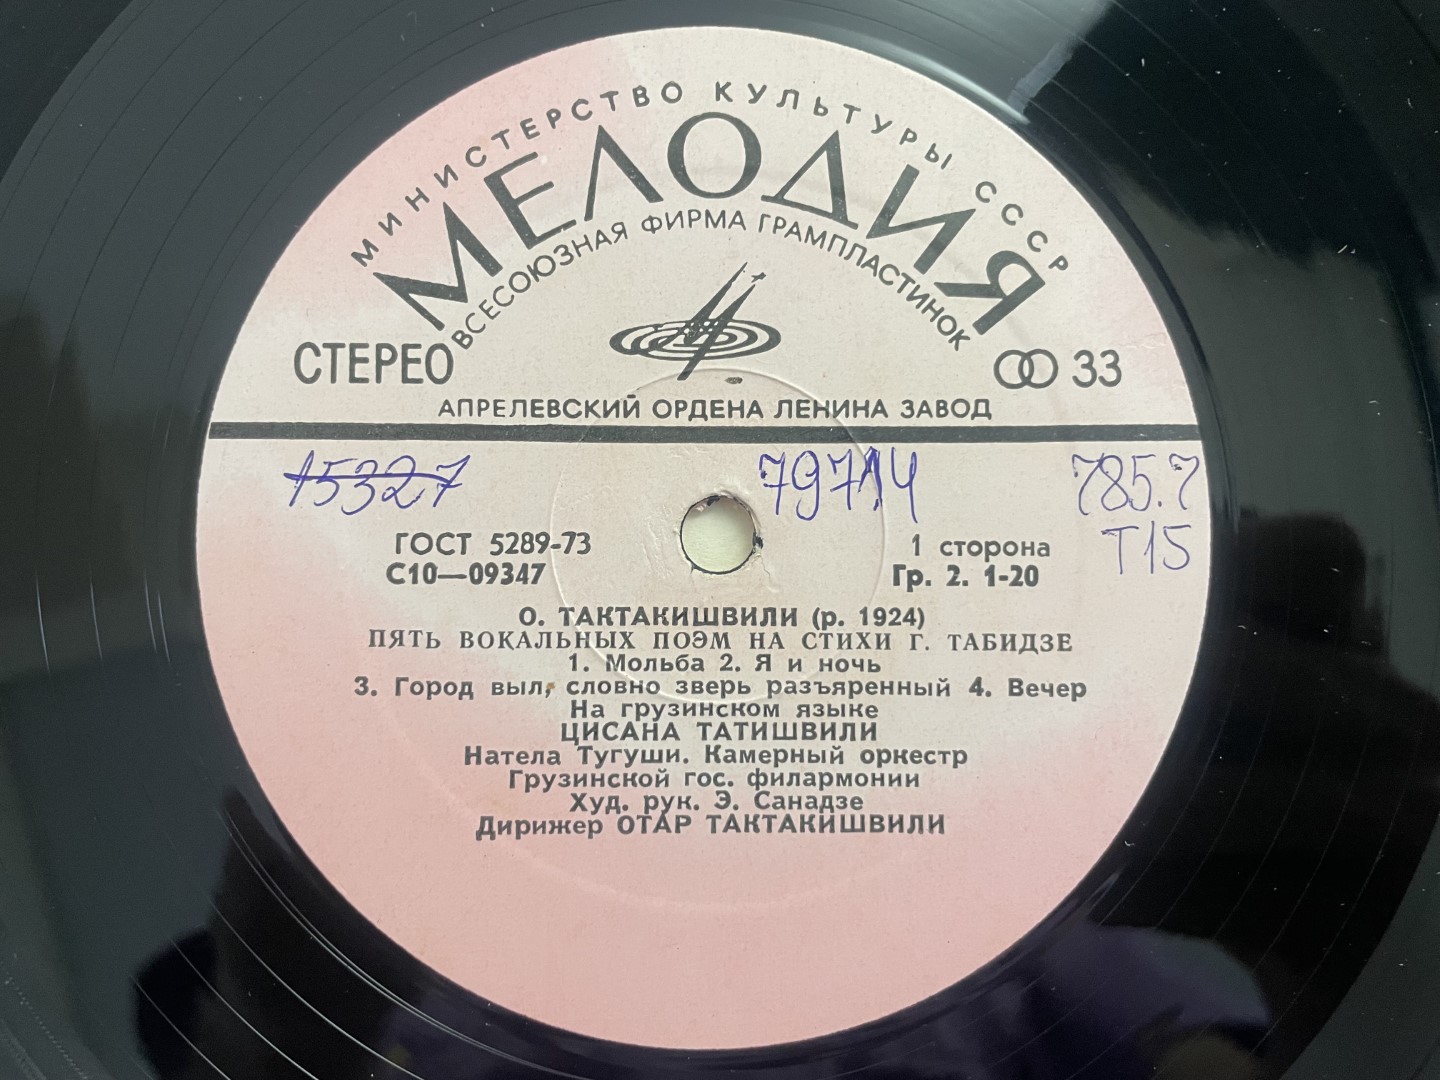 МИНИСТЕРСТВО КУЛЬТУРЫ СССР
МЕЛОДИЯ
ВСЕСОЮЗНАЯ ФИРМА ГРАМПЛАСТИНОК
СТЕРЕО 33
АПРЕЛЕВСКИЙ ОРДЕНА ЛЕНИНА ЗАВОД
15327 79714 785.7
Т15
ГОСТ 5289-73 1 сторона
С10—09347 Гр. 2. 1-20
О. ТАКТАКИШВИЛИ (р. 1924)
ПЯТЬ ВОКАЛЬНЫХ ПОЭМ НА СТИХИ Г. ТАБИДЗЕ
1. Мольба 2. Я и ночь
3. Город выл, словно зверь разъяренный 4. Вечер
На грузинском языке
ЦИСАНА ТАТИШВИЛИ
Натела Тугуши. Камерный оркестр
Грузинской гос. филармонии
Худ. рук. Э. Санадзе
Дирижер ОТАР ТАКТАКИШВИЛИ